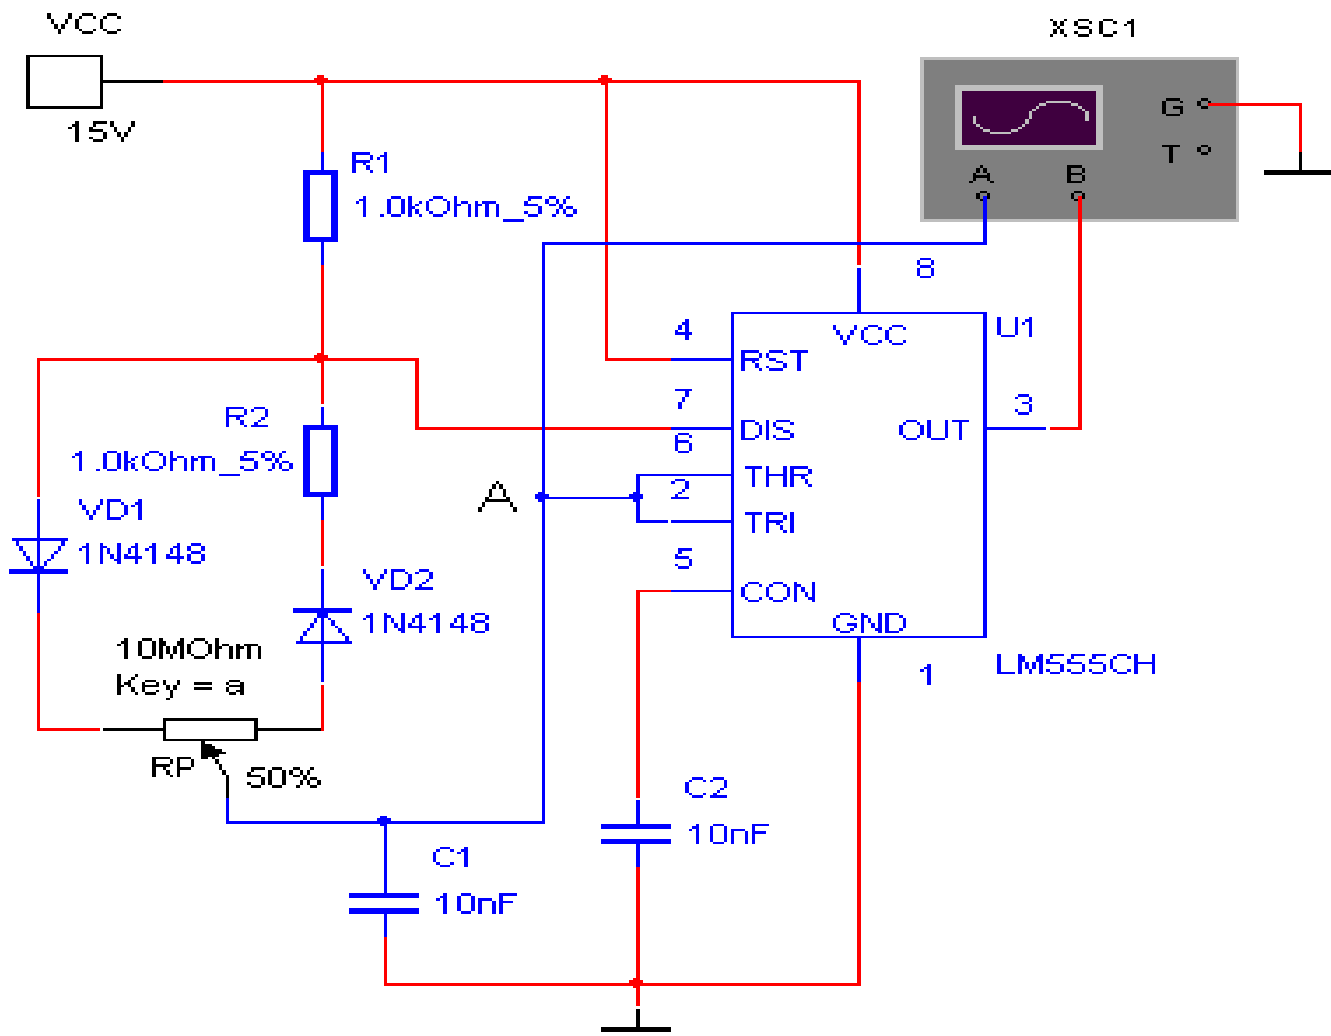 VCC
15V
XSC1
G
T
A
B
R1
1.0kOhm_5%
8
4
VCC
U1
RST
7
DIS
OUT
3
R2
6
THR
1.0kOhm_5%
A
2
TRI
VD1
1N4148
5
CON
VD2
1N4148
GND
10MOhm
Key = a
1
LM555CH
RP
50%
C2
10nF
C1
10nF